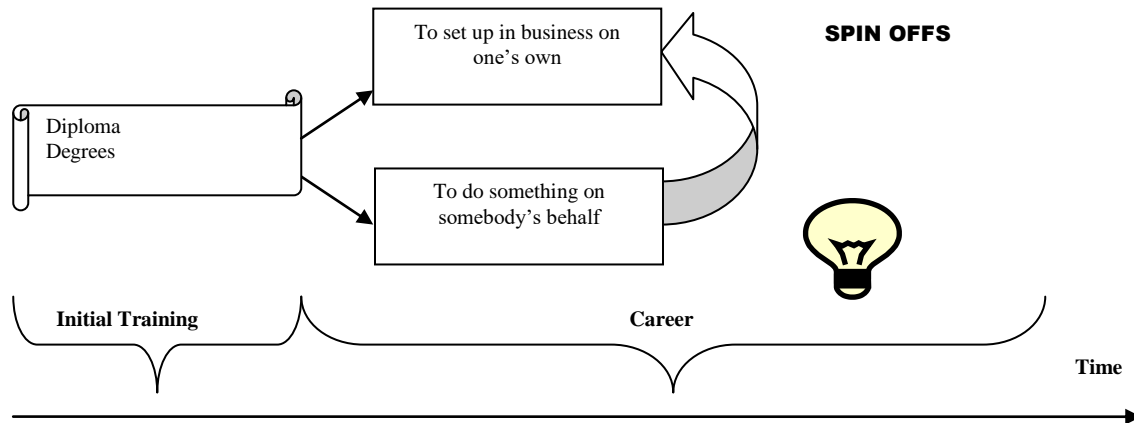 To set up in business on
one's own
SPIN OFFS
Diploma
Degrees
To do something on
somebody's behalf
Initial Training
Career
Time